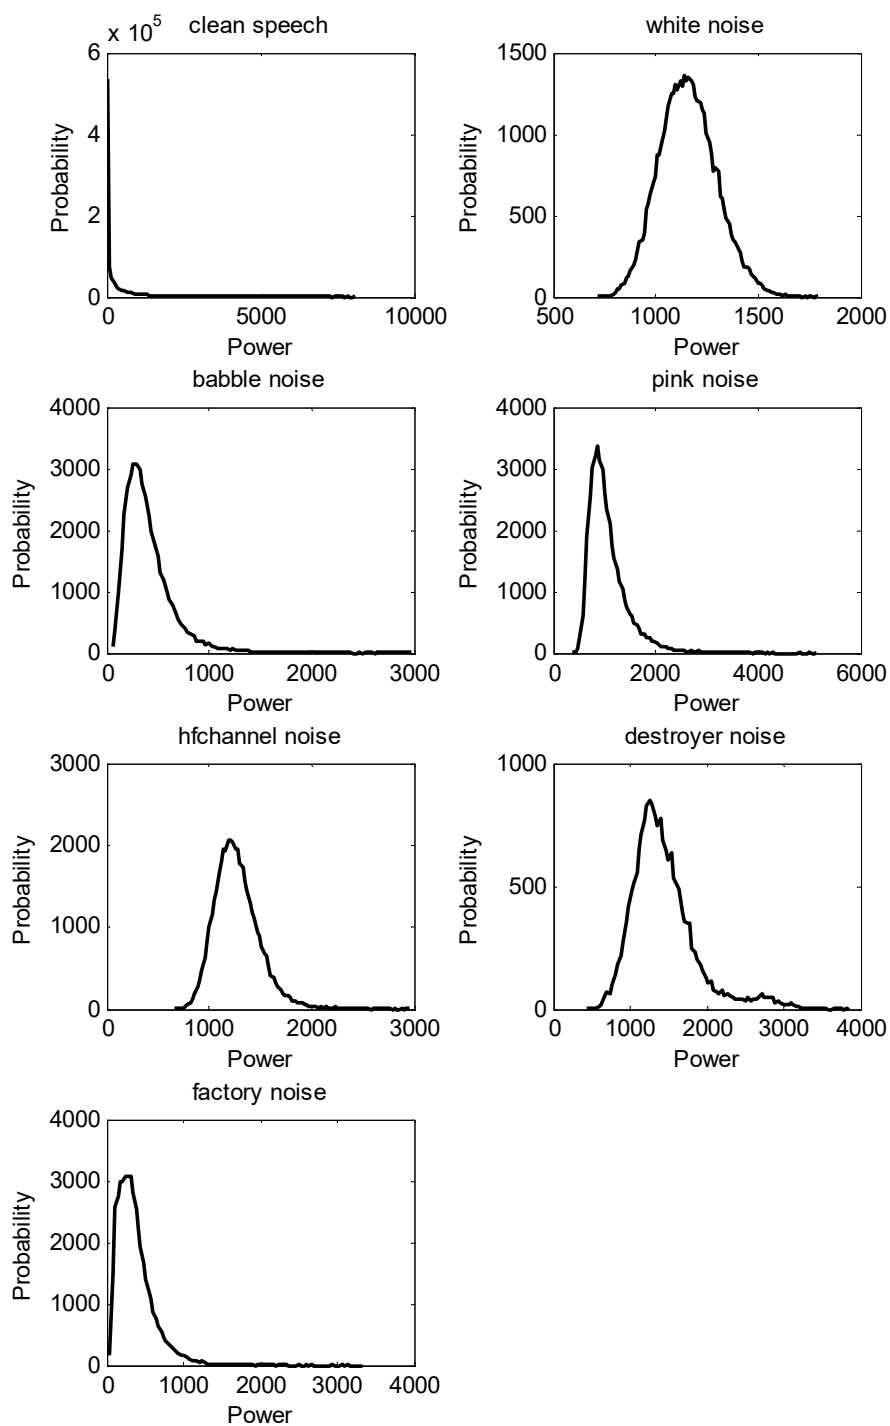 clean speech
x 10^5
6
4
2
0
Probability
0 5000 10000
Power
white noise
1500
1000
500
0
Probability
500 1000 1500 2000
Power
babble noise
4000
3000
2000
1000
0
Probability
0 1000 2000 3000
Power
pink noise
4000
3000
2000
1000
0
Probability
0 2000 4000 6000
Power
hfchannel noise
3000
2000
1000
0
Probability
0 1000 2000 3000
Power
destroyer noise
1000
500
0
Probability
0 1000 2000 3000 4000
Power
factory noise
4000
3000
2000
1000
0
Probability
0 1000 2000 3000 4000
Power